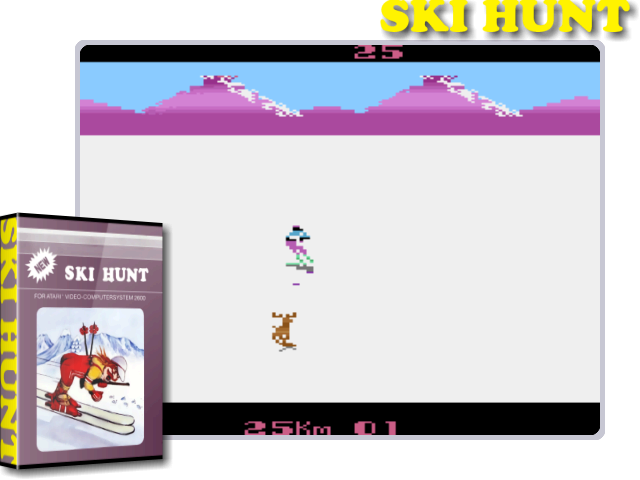 SKI HUNT
25
SKI HUNT
SKI HUNT
FOR ATARI VIDEO-COMPUTERSYSTEM 2600
25Km 01